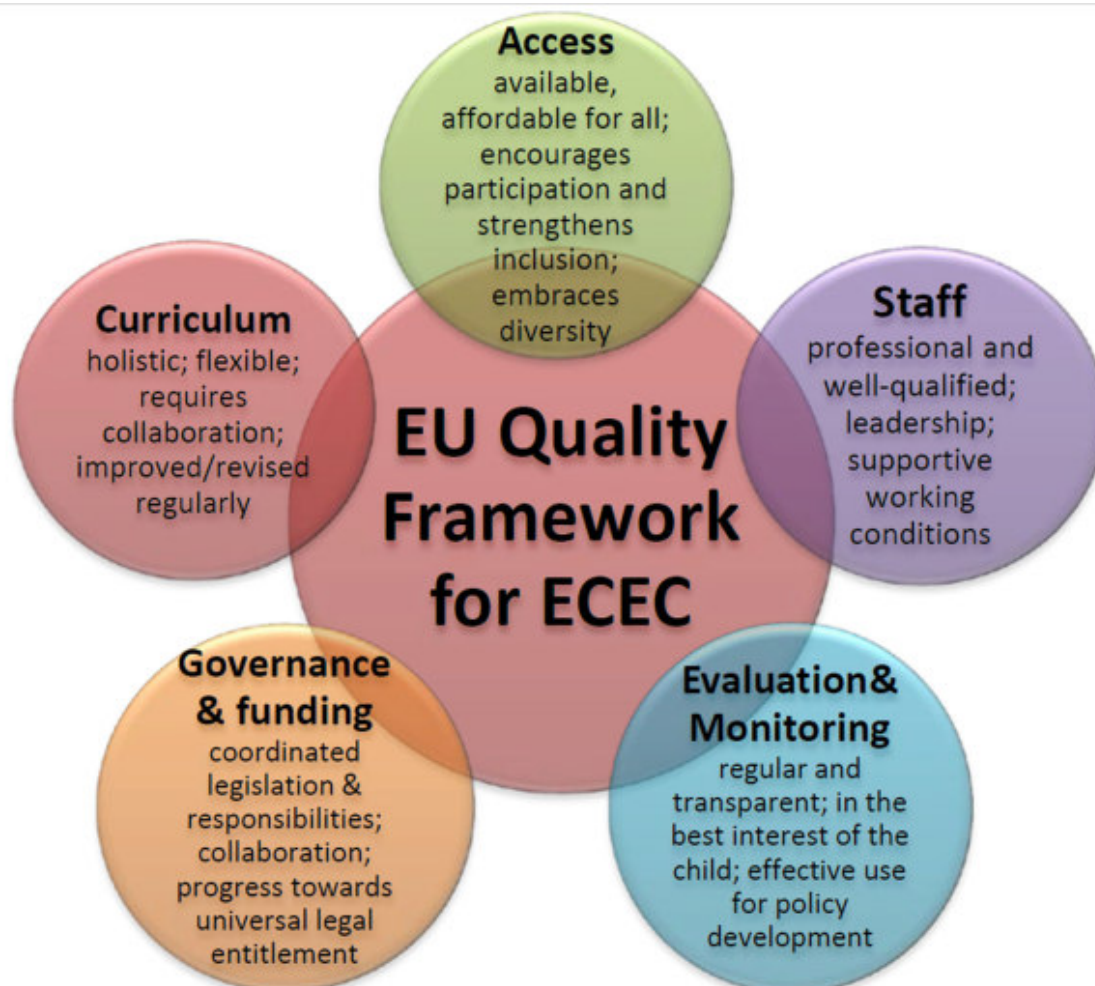 Access
available,
affordable for all;
encourages
participation and
strengthens
inclusion;
embraces
diversity
Curriculum
holistic; flexible;
requires
collaboration;
improved/revised
regularly
Staff
professional and
well-qualified;
leadership;
supportive
working
conditions
EU Quality
Framework
for ECEC
Governance
& funding
coordinated
legislation &
responsibilities;
collaboration;
progress towards
universal legal
entitlement
Evaluation&
Monitoring
regular and
transparent; in the
best interest of the
child; effective use
for policy
development